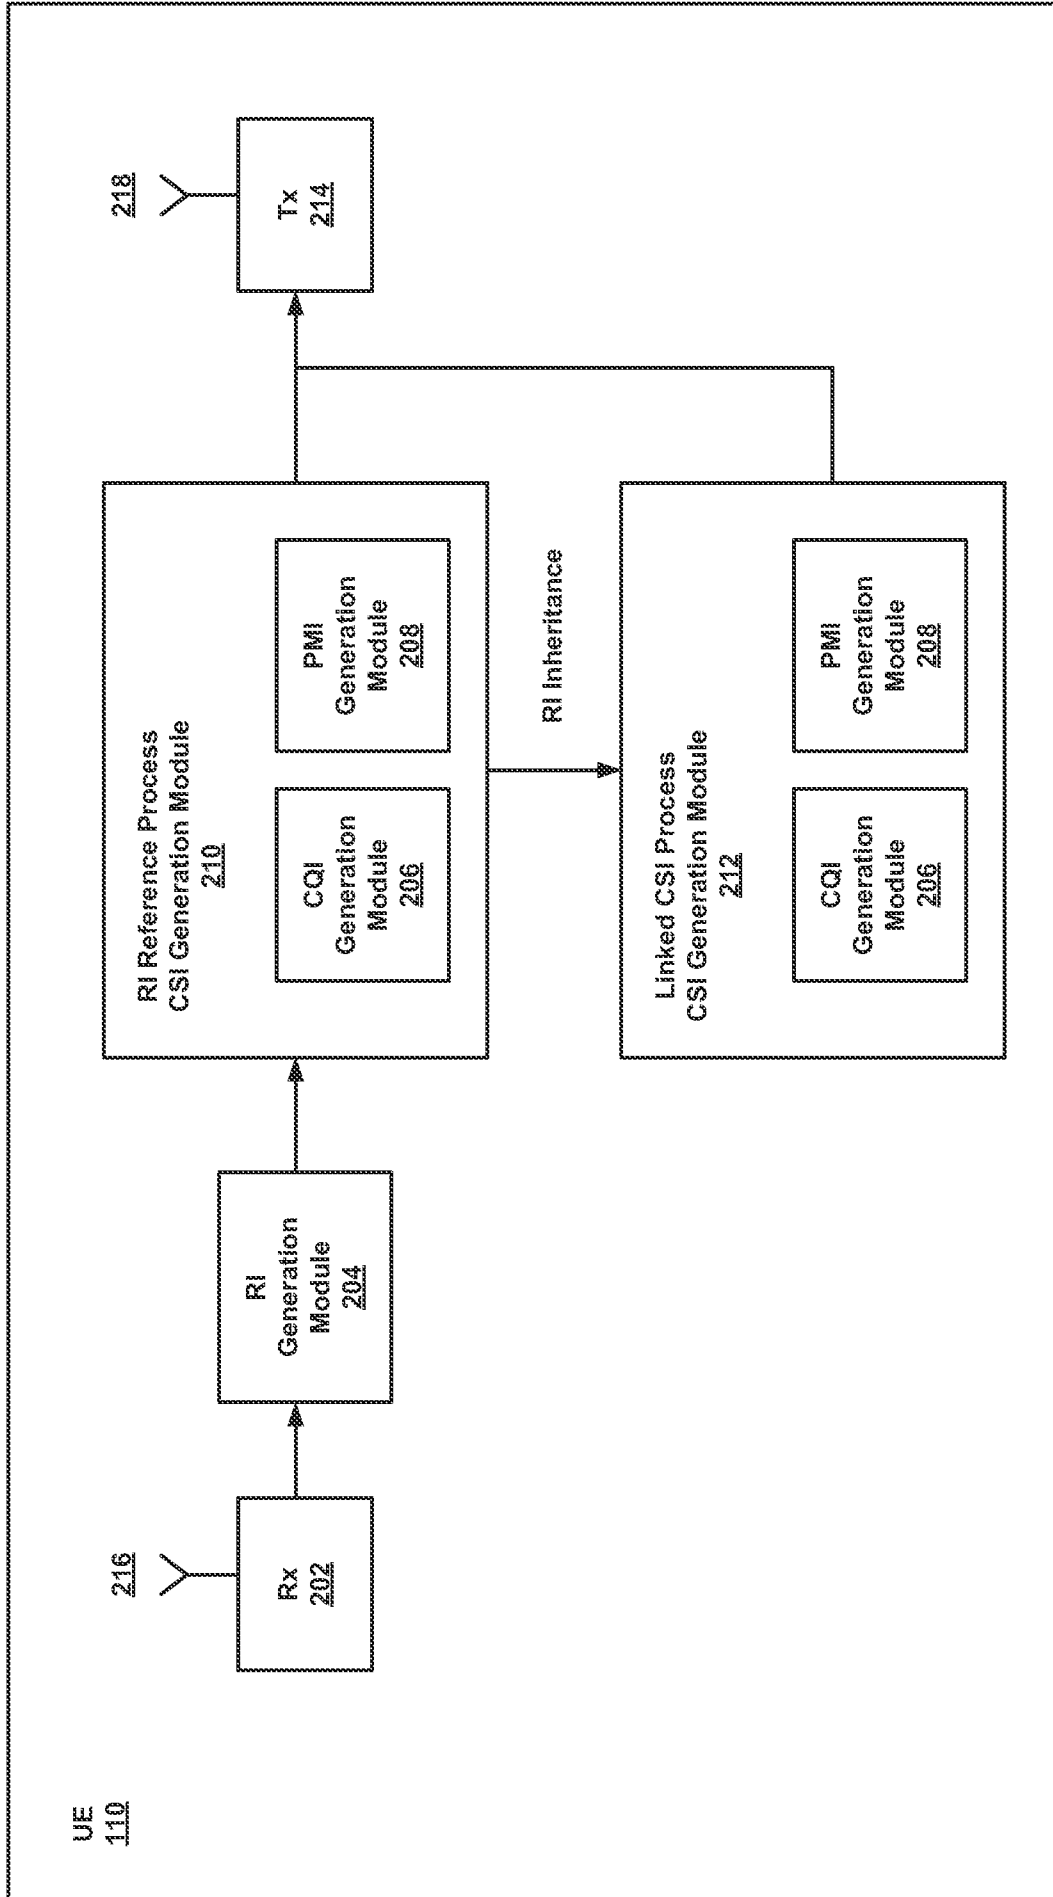 UE
110
216
Rx
202
RI
Generation
Module
204
RI Reference Process
CSI Generation Module
210
CQI
Generation
Module
206
PMI
Generation
Module
208
RI Inheritance
Linked CSI Process
CSI Generation Module
212
CQI
Generation
Module
206
PMI
Generation
Module
208
218
Tx
214